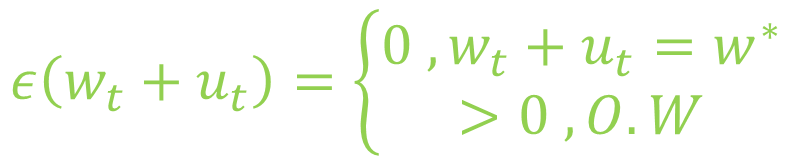 ϵ(w_t + u_t) = {0 , w_t + u_t = w*
> 0 , O.W